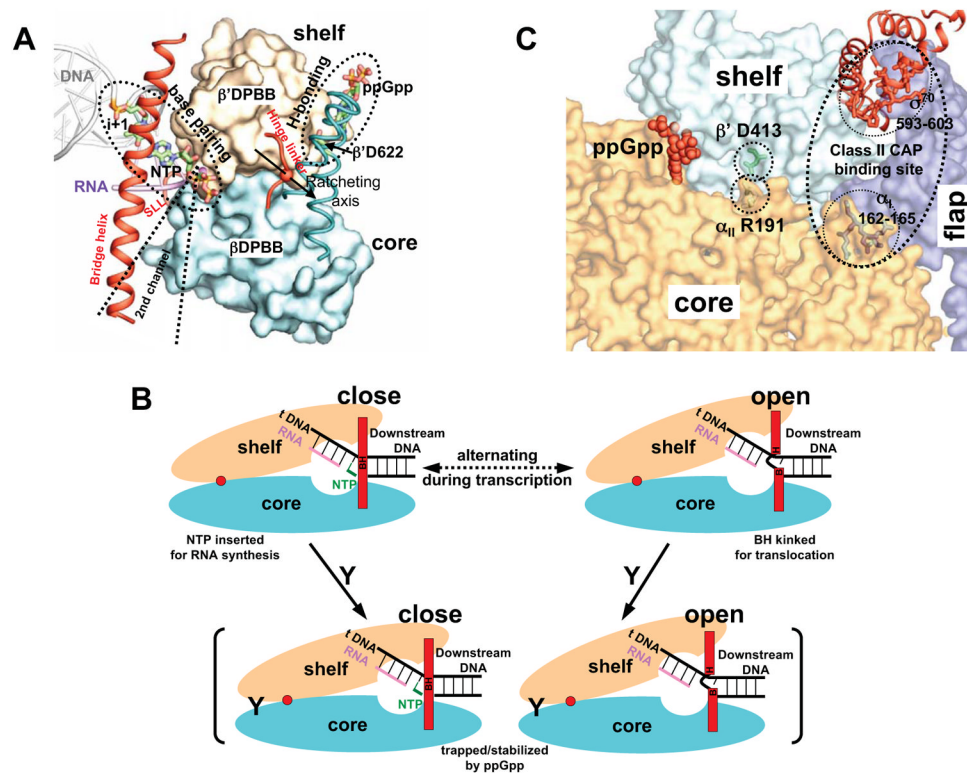 A
shelf
DNA
i+1
base pairing
β'DPBB
H-bonding
ppGpp
Hinge linker
β'D622
NTP
Ratcheting
axis
RNA
SLL
βDPBB
core
Bridge helix
2nd channel
C
shelf
σ70
593-603
β' D413
Class II CAP
binding site
ppGpp
αI
162-165
αII R191
flap
core
B
close
t DNA
RNA
shelf
Downstream
DNA
BH
NTP
core
NTP inserted
for RNA synthesis
alternating
during transcription
open
t DNA
RNA
shelf
Downstream
DNA
H
B
core
BH kinked
for translocation
Y
Y
close
t DNA
RNA
shelf
Downstream
DNA
BH
NTP
Y
core
open
t DNA
RNA
shelf
Downstream
DNA
H
B
Y
core
trapped/stabilized
by ppGpp